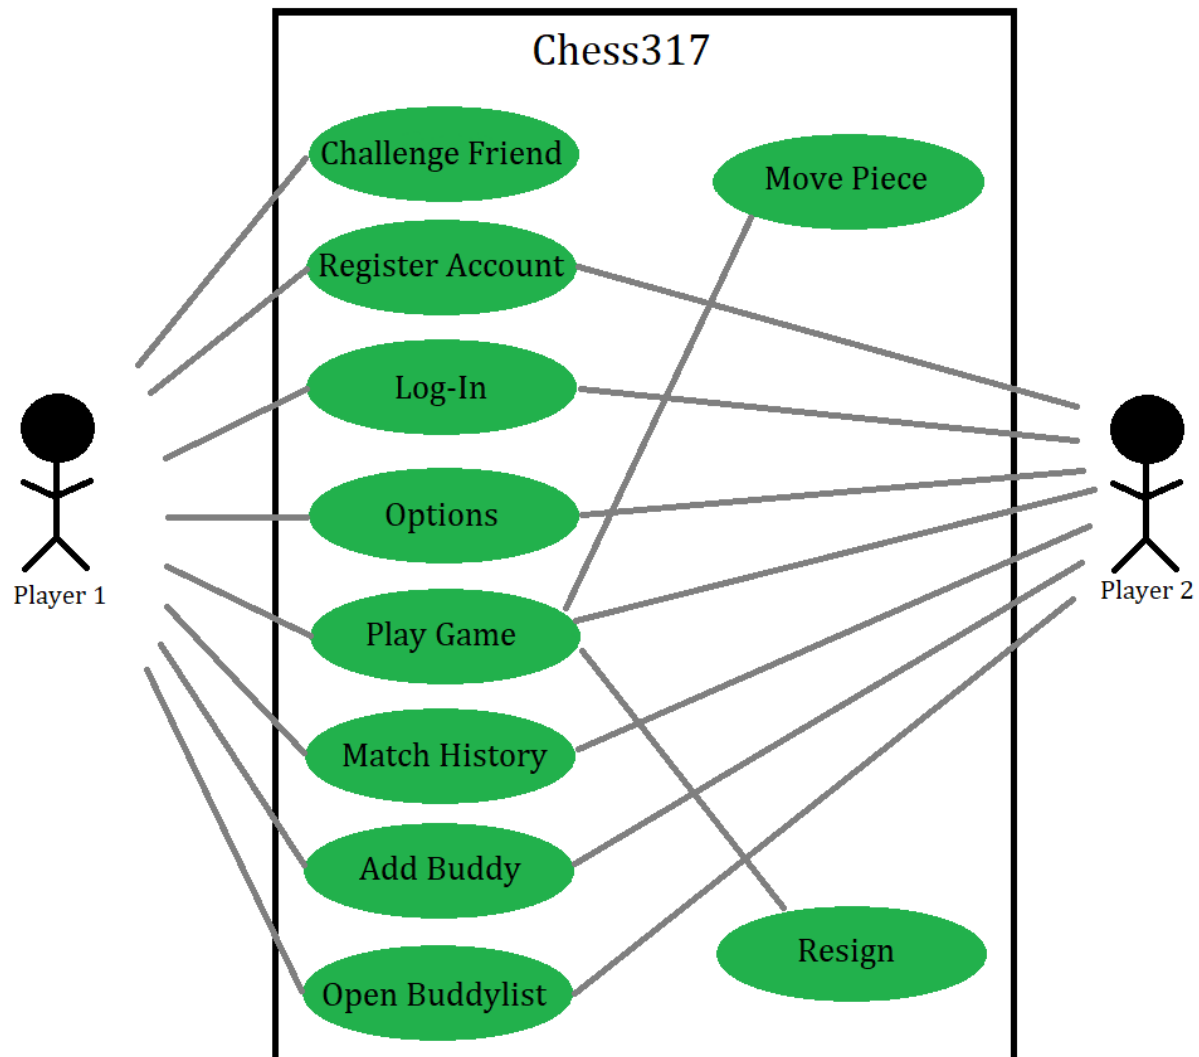 Chess317
Challenge Friend
Move Piece
Register Account
Log-In
Options
Player 1
Player 2
Play Game
Match History
Add Buddy
Resign
Open Buddylist